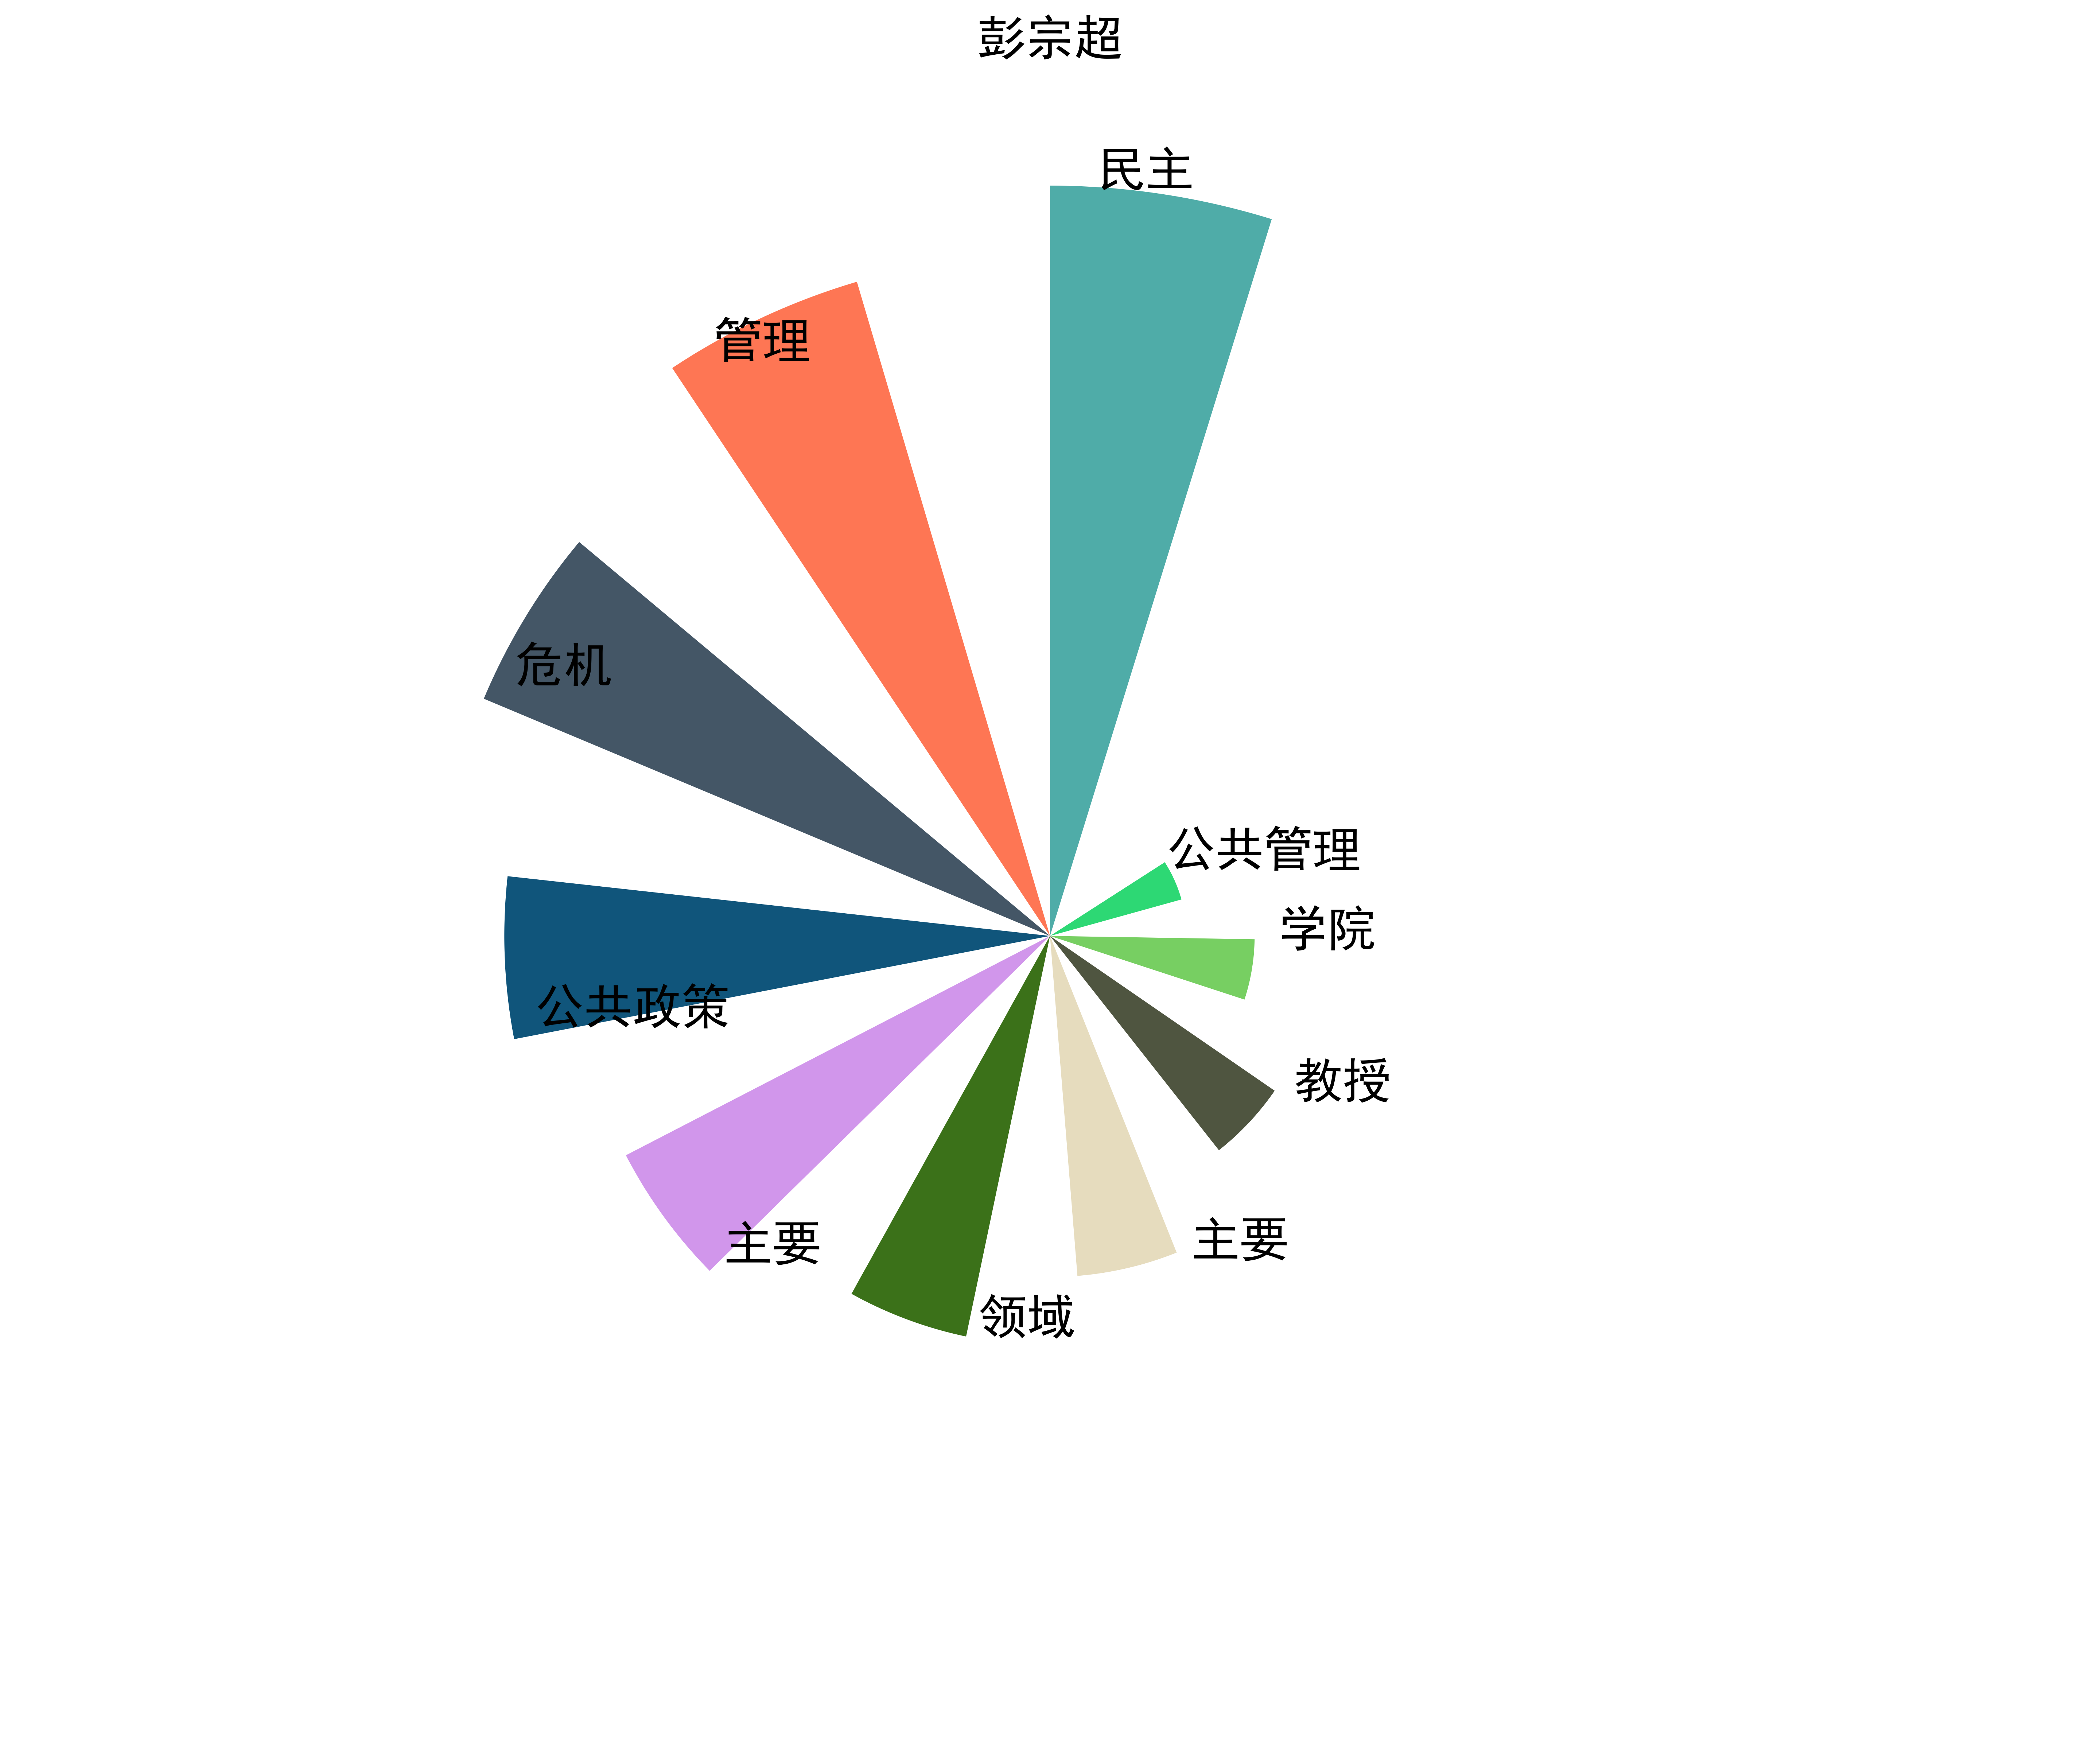 彭宗超
民主
管理
危机
公共管理
学院
公共政策
教授
主要
主要
领域